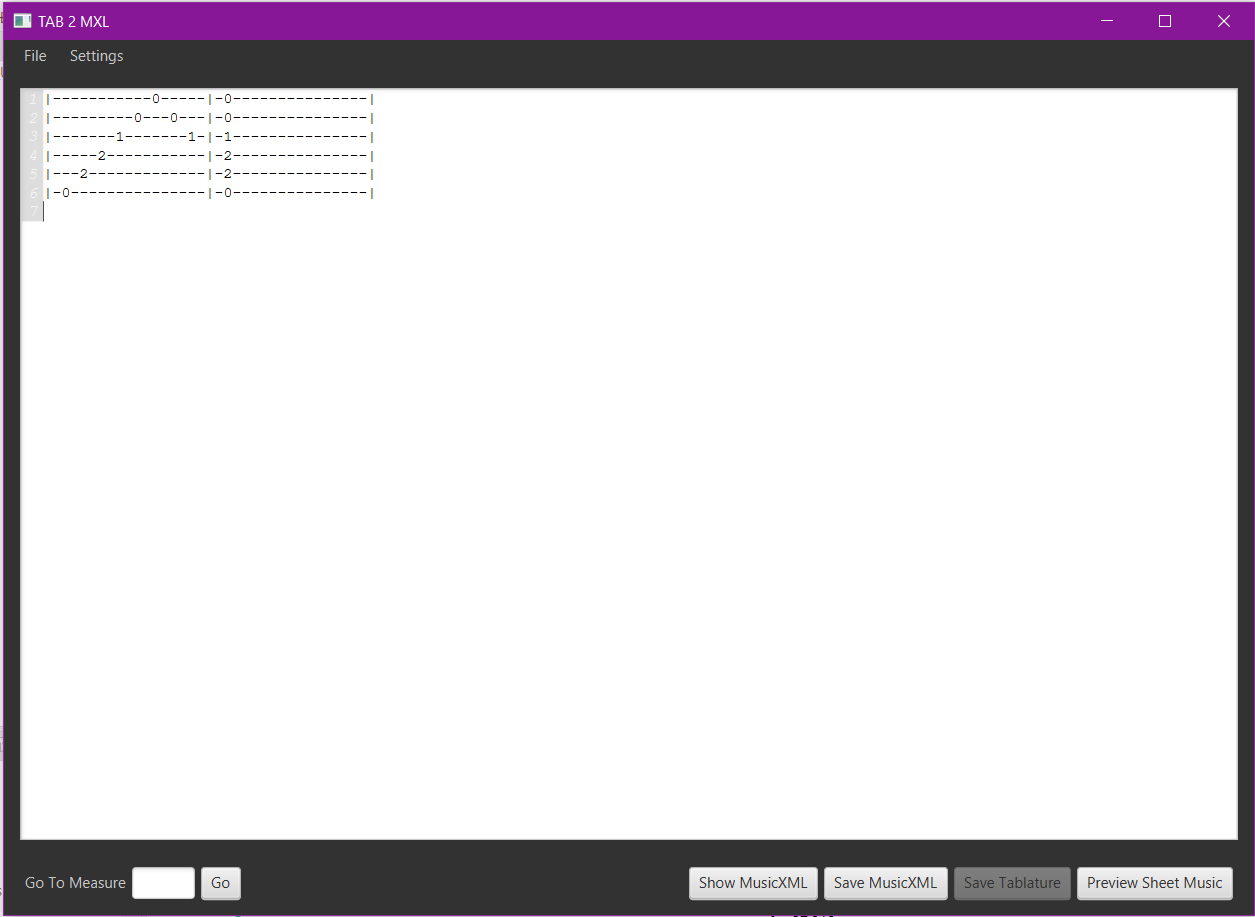 TAB 2 MXL
File Settings
1 |-----------0-----|-0---------------|
2 |---------0---0---|-0---------------|
3 |-------1-------1-|-1---------------|
4 |-----2-----------|-2---------------|
5 |---2-------------|-2---------------|
6 |-0---------------|-0---------------|
7
Go To Measure Go Show MusicXML Save MusicXML Save Tablature Preview Sheet Music